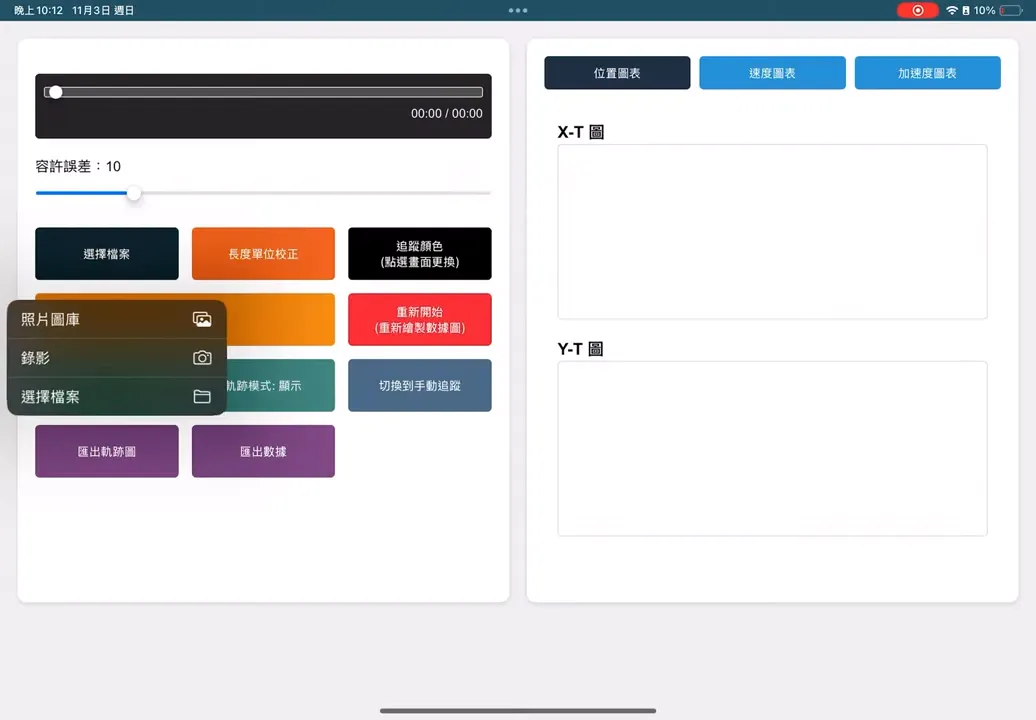 晚上10:12 11月3日 週日
10%
00:00 / 00:00
容許誤差：10
選擇檔案
長度單位校正
追蹤顏色
(點選畫面更換)
重新開始
(重新繪製數據圖)
照片圖庫
錄影
選擇檔案
軌跡模式: 顯示
切換到手動追蹤
匯出軌跡圖
匯出數據
位置圖表
速度圖表
加速度圖表
X-T 圖
Y-T 圖